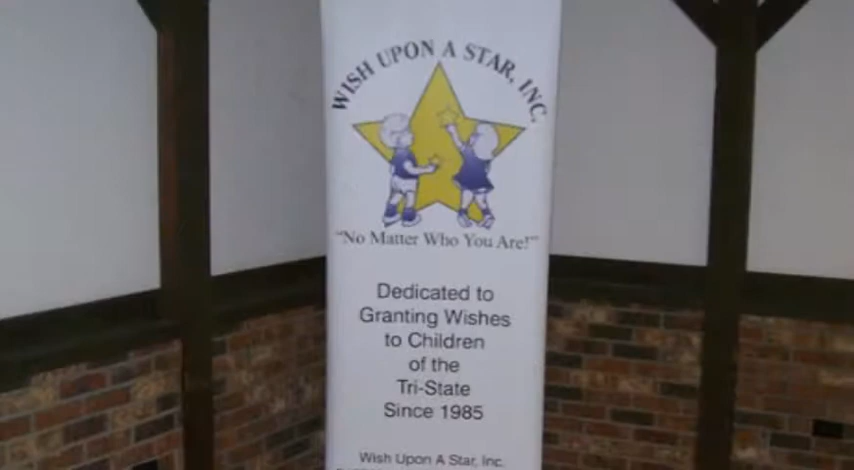 WISH UPON A STAR, INC.
"No Matter Who You Are!"
Dedicated to
Granting Wishes
to Children
of the
Tri-State
Since 1985
Wish Upon A Star, Inc.